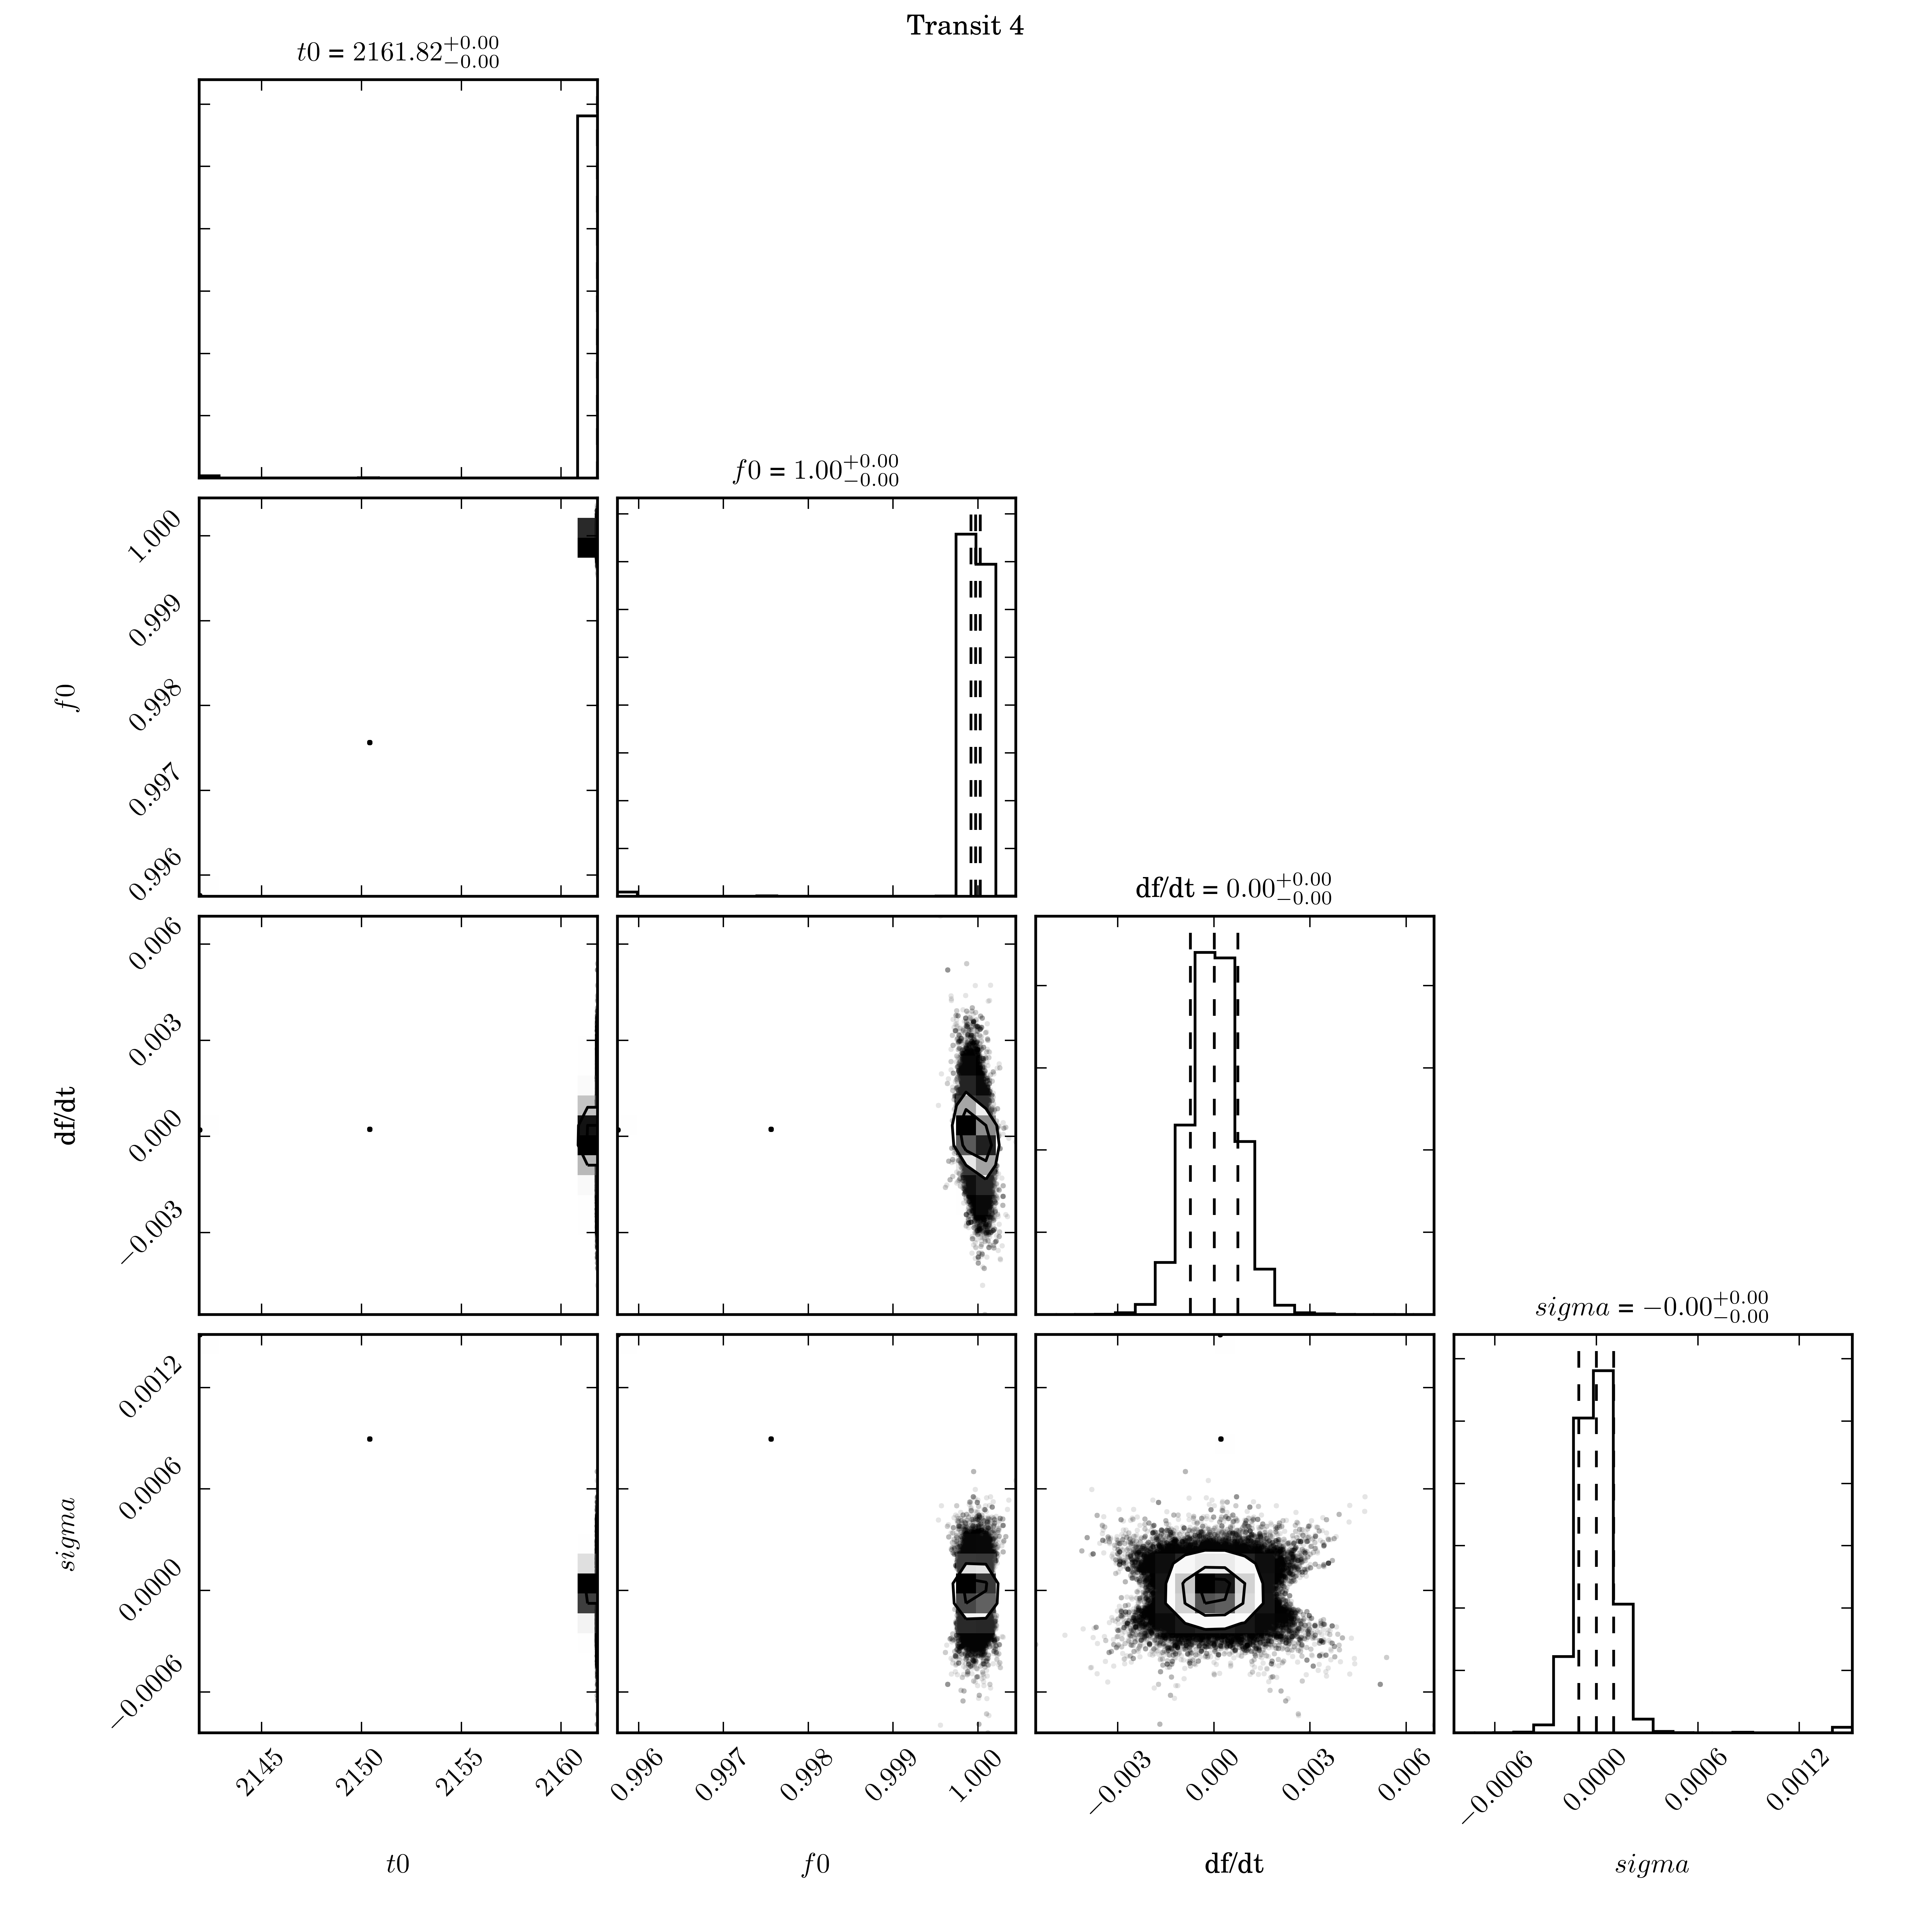 Transit 4
t0 = 2161.82+0.00 −0.00
f0 = 1.00+0.00 −0.00
1.000
0.999
0.998
0.997
0.996
f0
df/dt = 0.00+0.00 −0.00
0.006
0.003
0.000
−0.003
df/dt
sigma = −0.00+0.00 −0.00
0.0012
0.0006
0.0000
−0.0006
sigma
2145 2150 2155 2160
0.996 0.997 0.998 0.999 1.000
−0.003 0.000 0.003 0.006
−0.0006 0.0000 0.0006 0.0012
t0 f0 df/dt sigma